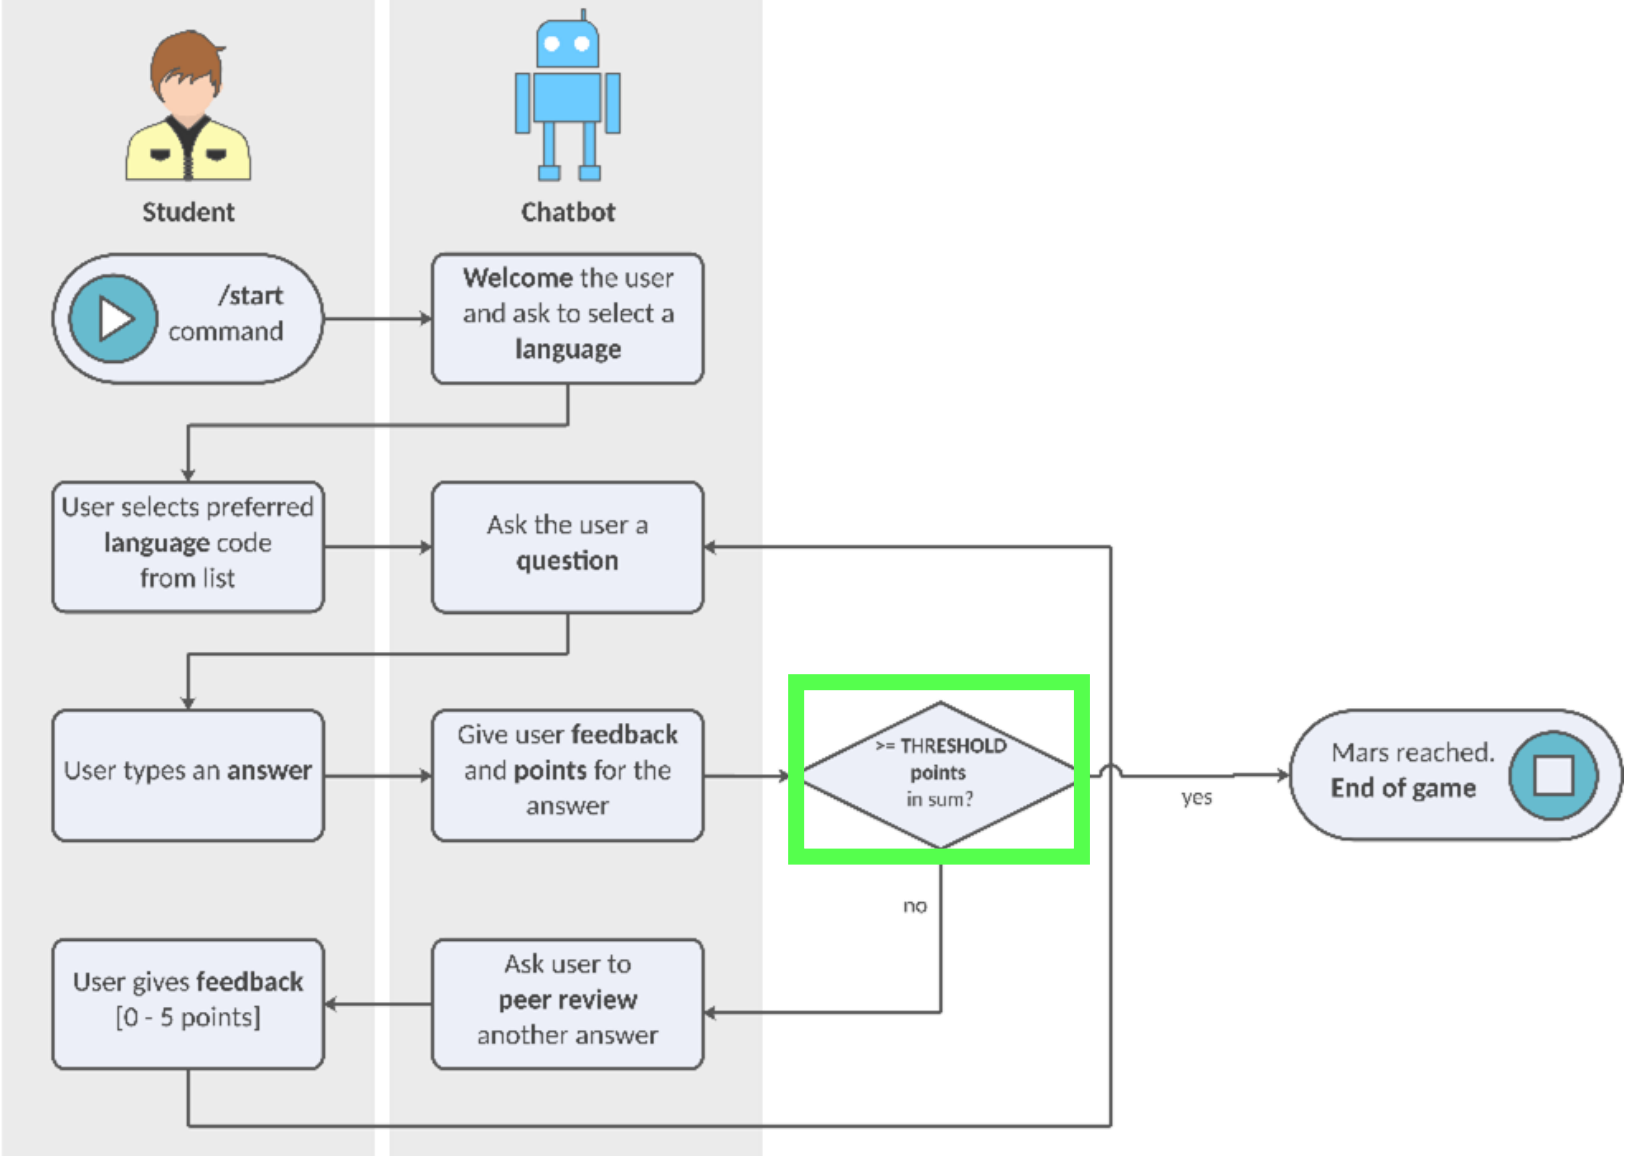 Student
Chatbot
/start
command
Welcome the user
and ask to select a
language
User selects preferred
language code
from list
Ask the user a
question
User types an answer
Give user feedback
and points for the
answer
>= THRESHOLD
points
in sum?
yes
Mars reached.
End of game
no
User gives feedback
[0 - 5 points]
Ask user to
peer review
another answer